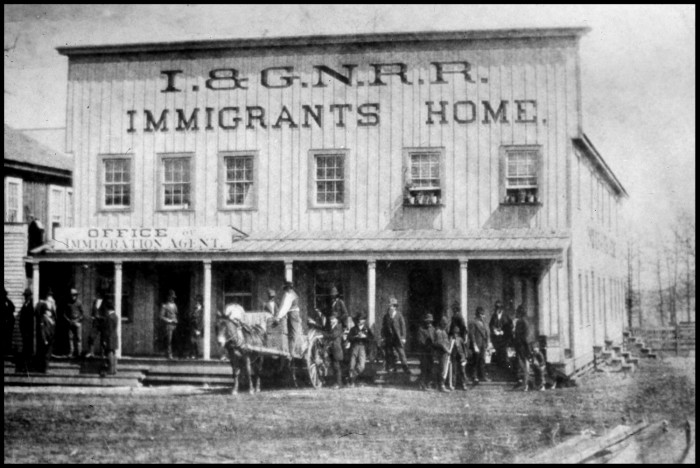 I. & G. N. R. R.
IMMIGRANTS HOME.
OFFICE OF
IMMIGRATION AGENT.